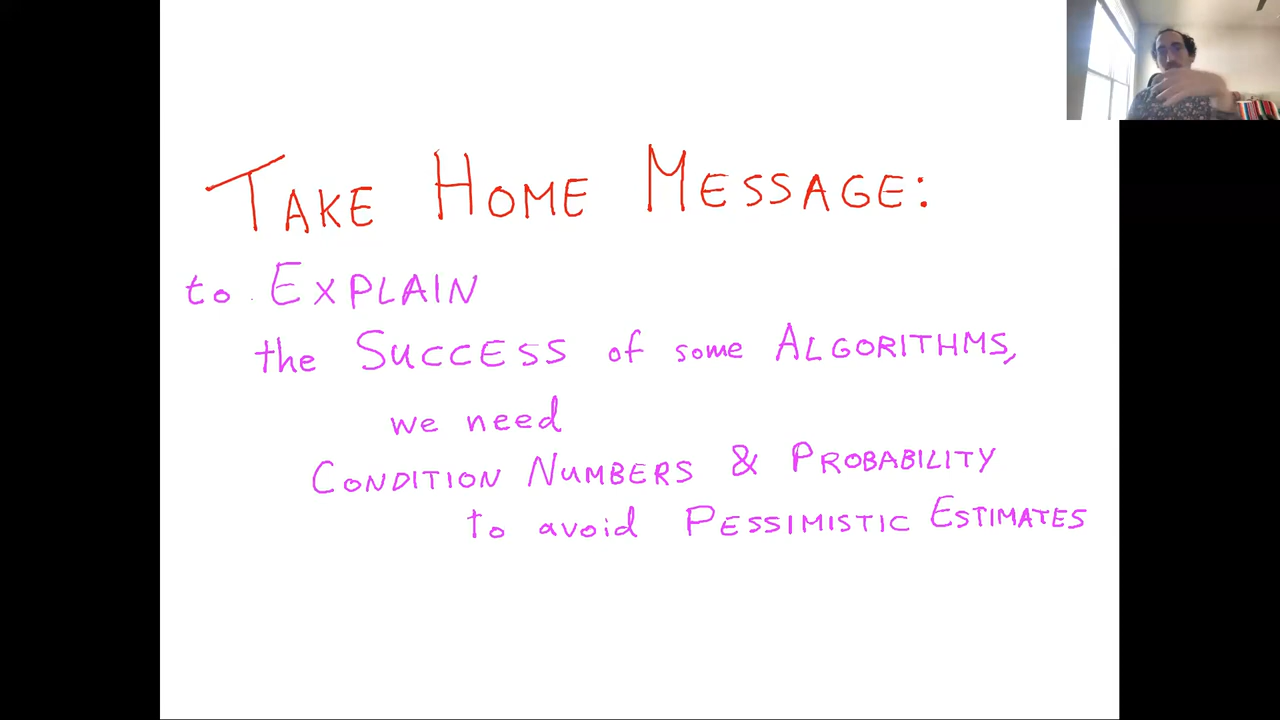 TAKE HOME MESSAGE:
to EXPLAIN
the SUCCESS of some ALGORITHMS,
we need
CONDITION NUMBERS & PROBABILITY
to avoid PESSIMISTIC ESTIMATES